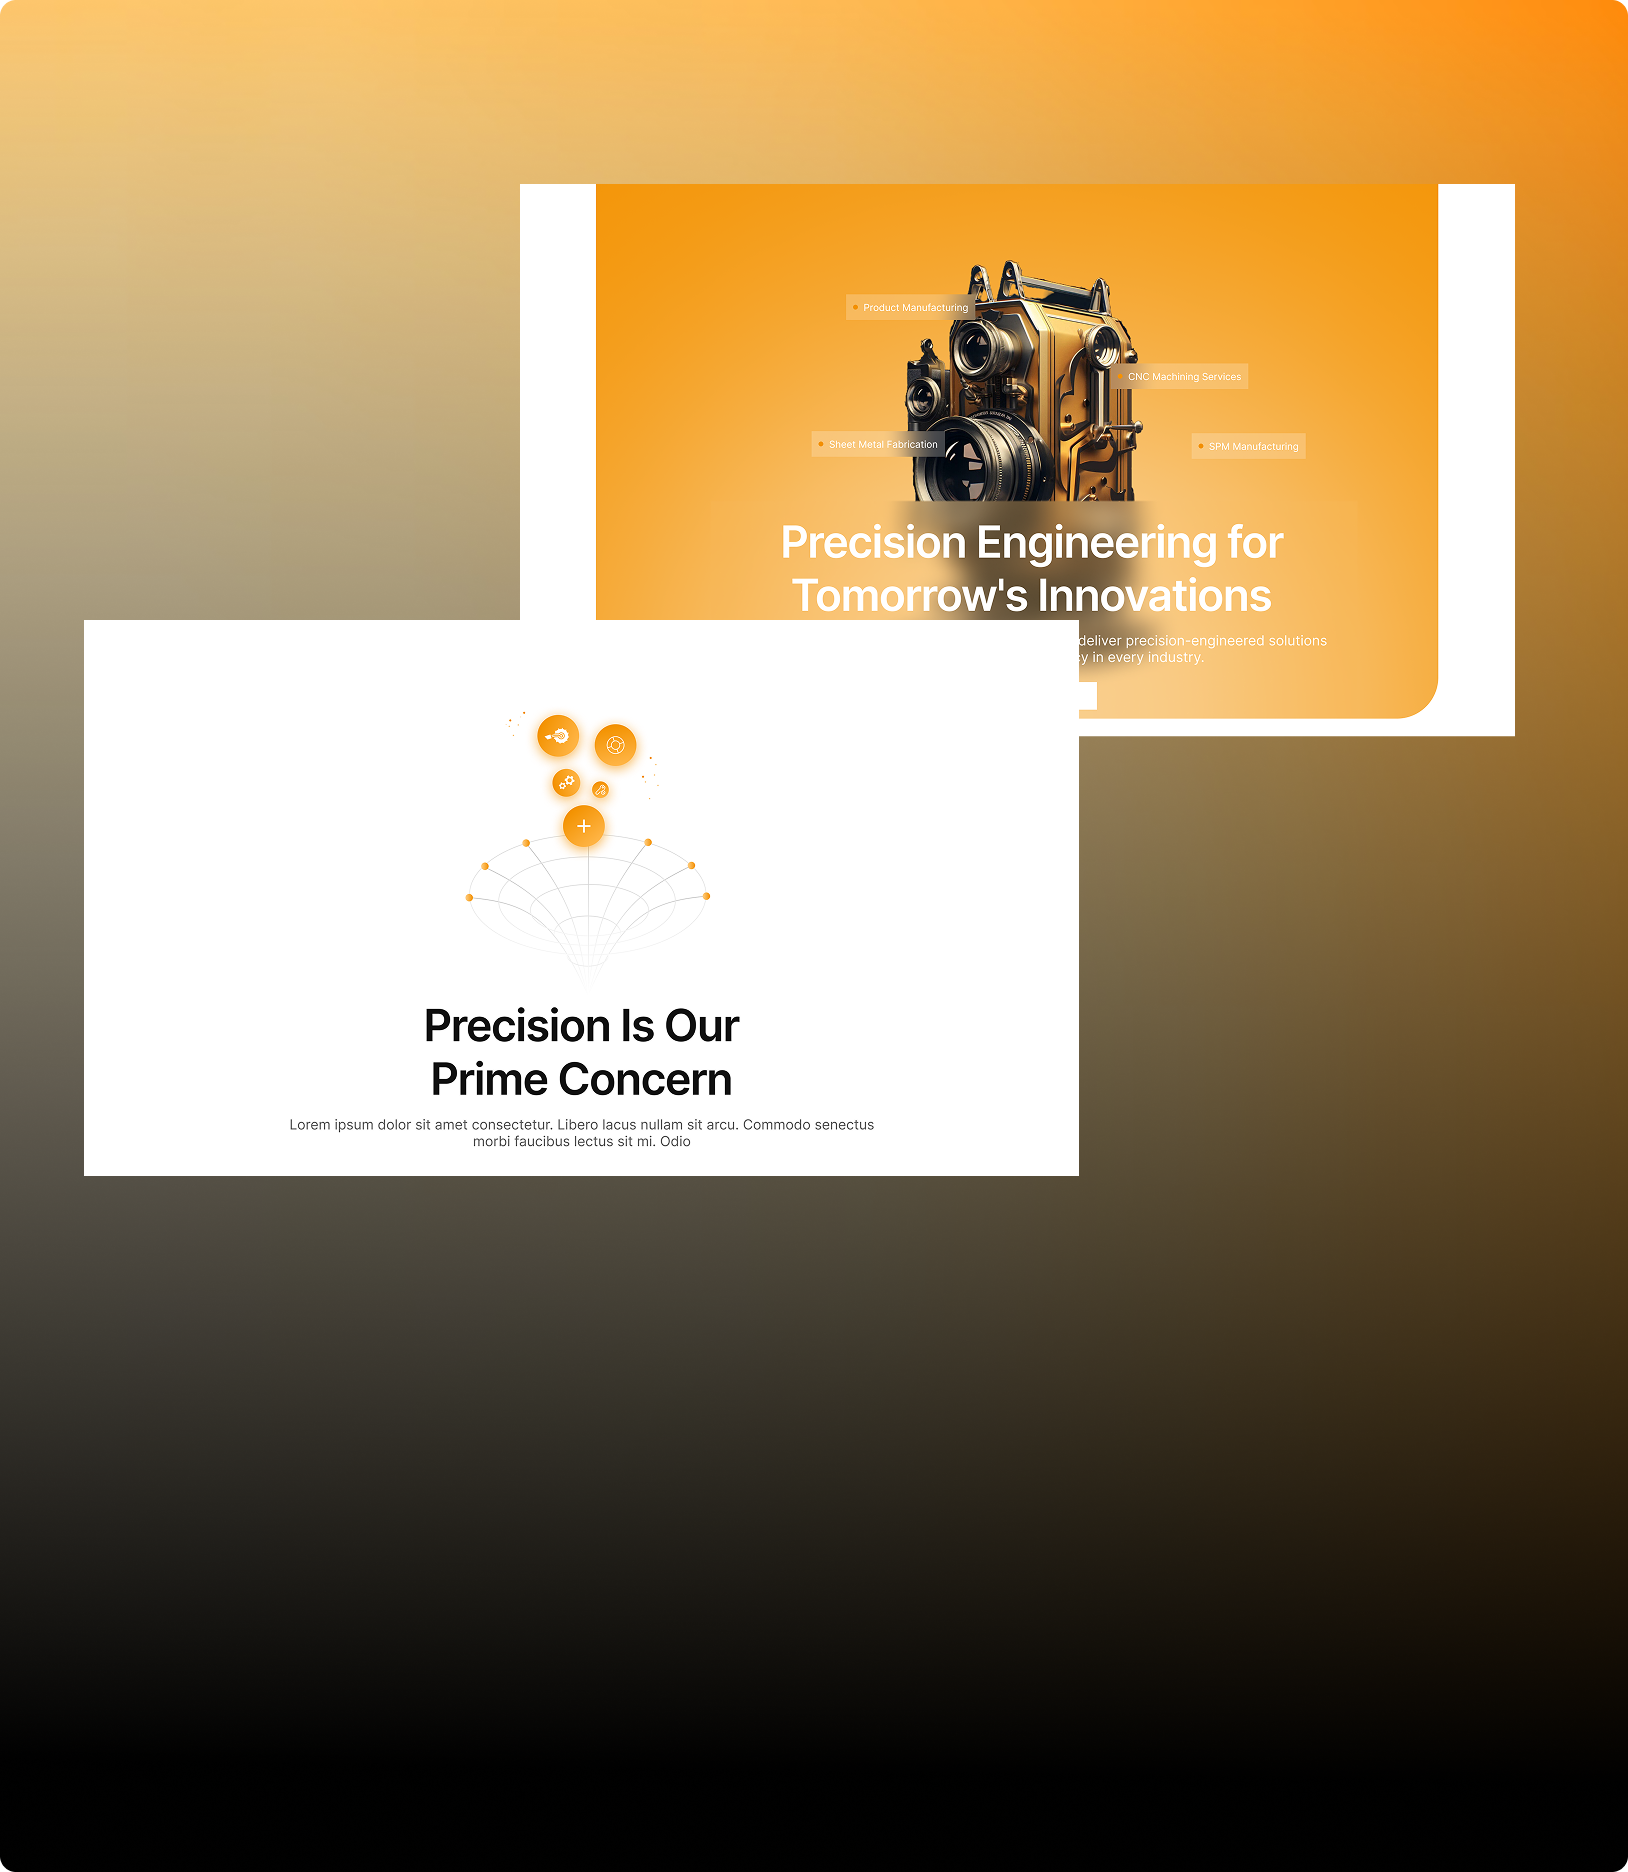 Product Manufacturing
CNC Machining Services
Sheet Metal Fabrication
SPM Manufacturing
Precision Engineering for
Tomorrow's Innovations
deliver precision-engineered solutions
in every industry.
Precision Is Our
Prime Concern
Lorem ipsum dolor sit amet consectetur. Libero lacus nullam sit arcu. Commodo senectus
morbi faucibus lectus sit mi. Odio